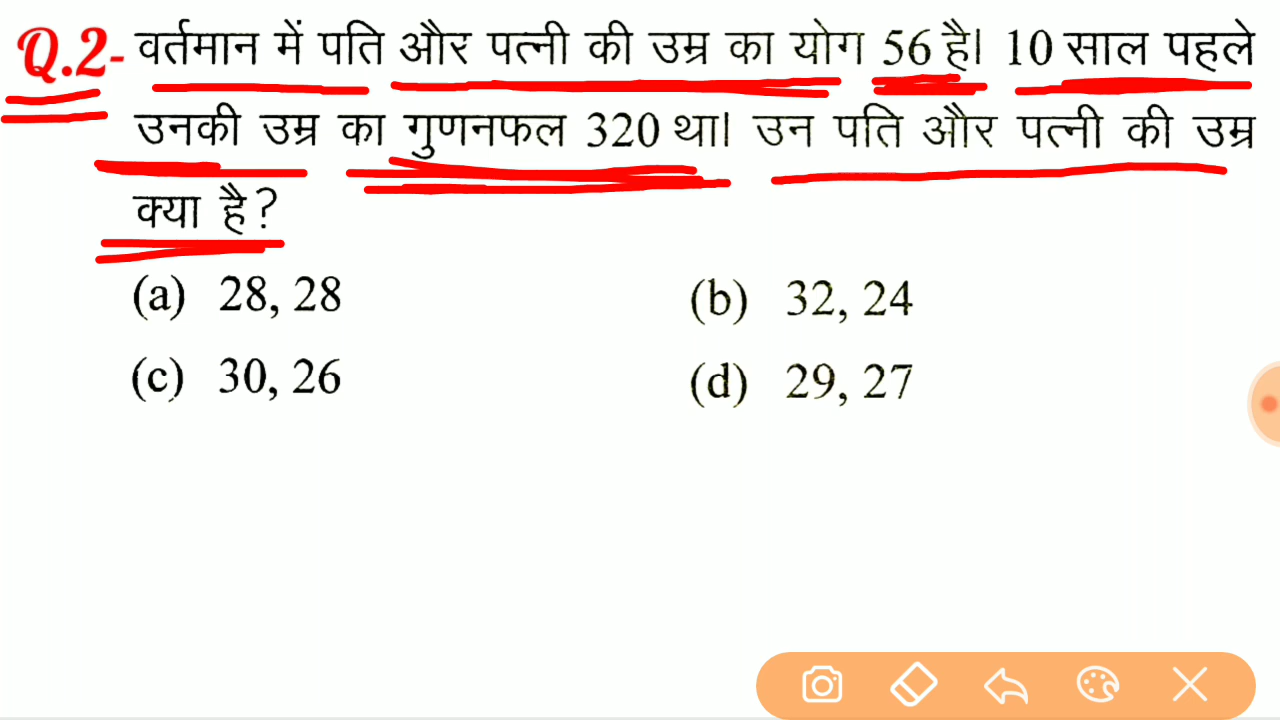 Q.2- वर्तमान में पति और पत्नी की उम्र का योग 56 है। 10 साल पहले
उनकी उम्र का गुणनफल 320 था। उन पति और पत्नी की उम्र
क्या है?
(a) 28, 28 (b) 32, 24
(c) 30, 26 (d) 29, 27